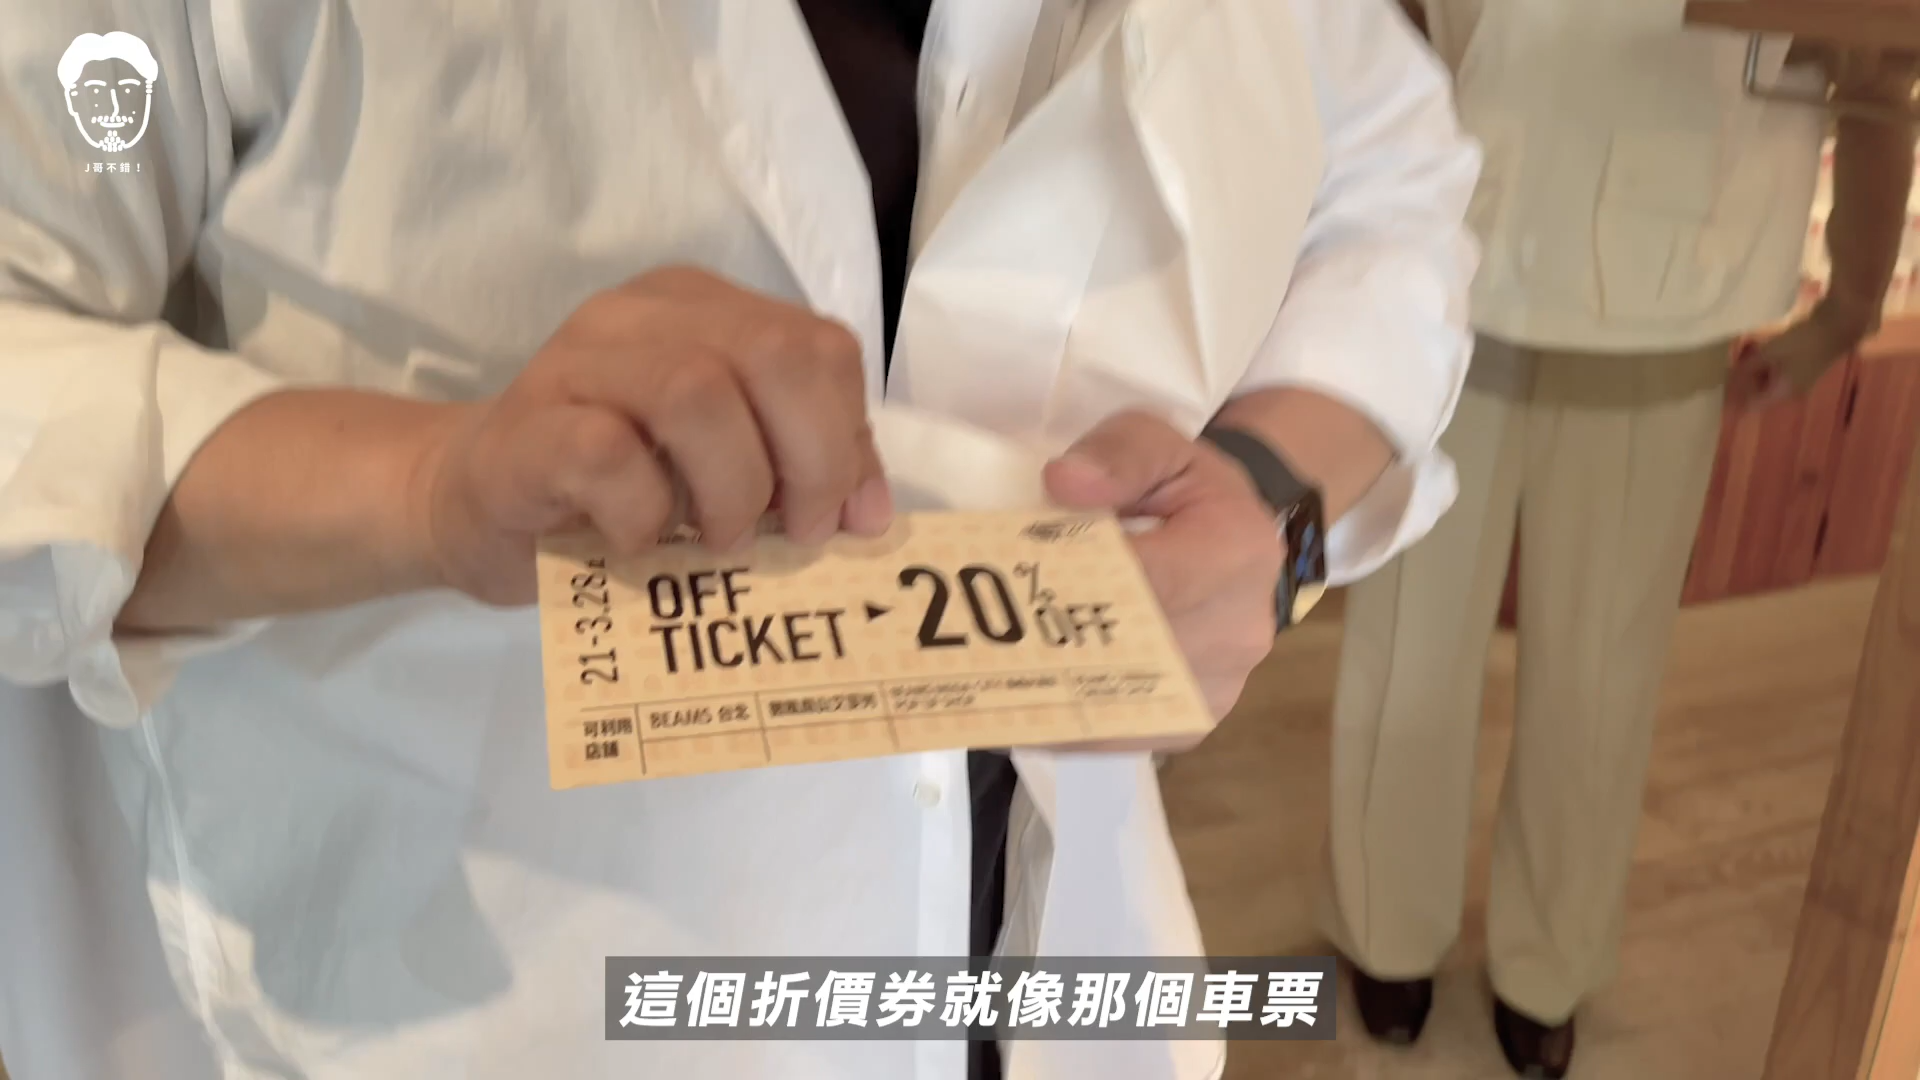 J哥不錯！
21-3.28
OFF
TICKET ▸ 20% OFF
可利用
店鋪
BEAMS 台北
這個折價券就像那個車票